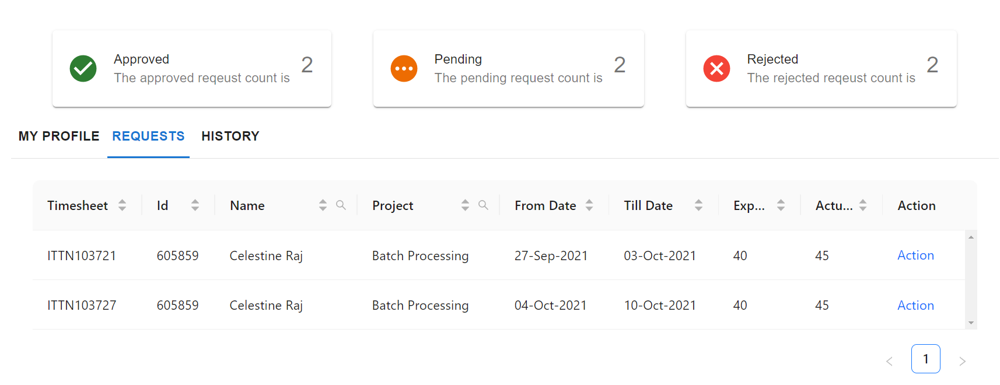 Approved
The approved reqeust count is
2
Pending
The pending request count is
2
Rejected
The rejected reqeust count is
2
MY PROFILE REQUESTS HISTORY
Timesheet Id Name Project From Date Till Date Exp... Actu... Action
ITTN103721 605859 Celestine Raj Batch Processing 27-Sep-2021 03-Oct-2021 40 45 Action
ITTN103727 605859 Celestine Raj Batch Processing 04-Oct-2021 10-Oct-2021 40 45 Action
1